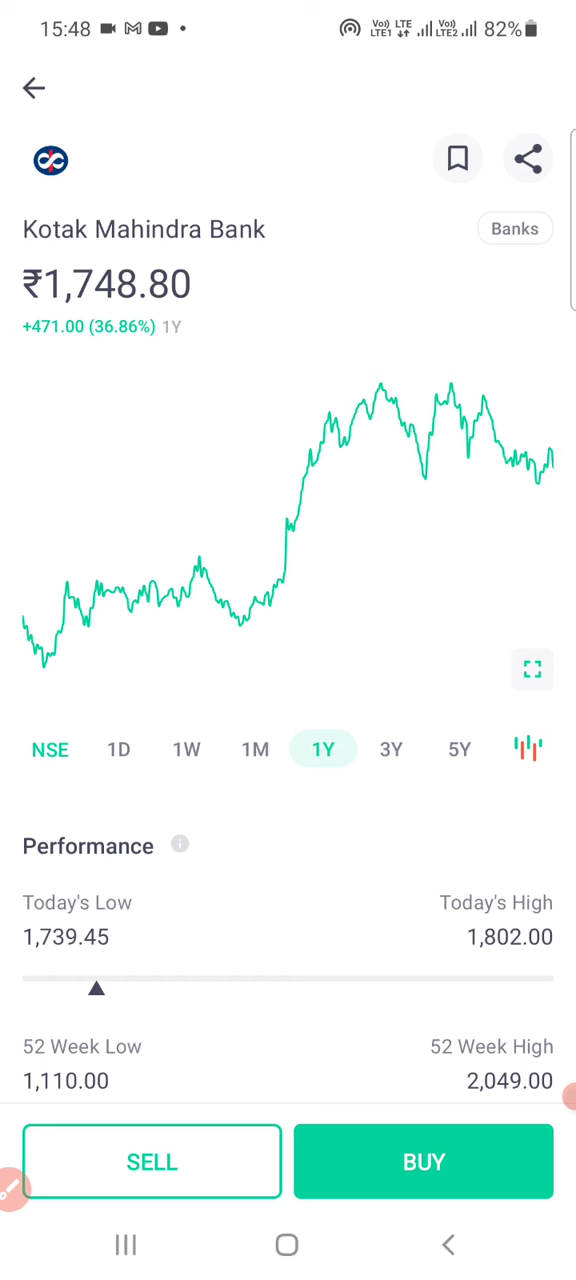 15:48 Vo) LTE LTE1 Vo) LTE2 82%
Kotak Mahindra Bank Banks
₹1,748.80
+471.00 (36.86%) 1Y
NSE 1D 1W 1M 1Y 3Y 5Y
Performance i
Today's Low Today's High
1,739.45 1,802.00
52 Week Low 52 Week High
1,110.00 2,049.00
SELL BUY